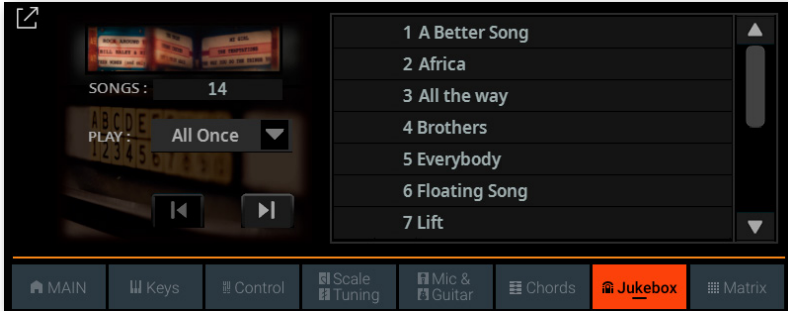 SONGS :
14
PLAY :
All Once
1 A Better Song
2 Africa
3 All the way
4 Brothers
5 Everybody
6 Floating Song
7 Lift
MAIN
Keys
Control
Scale
Tuning
Mic &
Guitar
Chords
Jukebox
Matrix